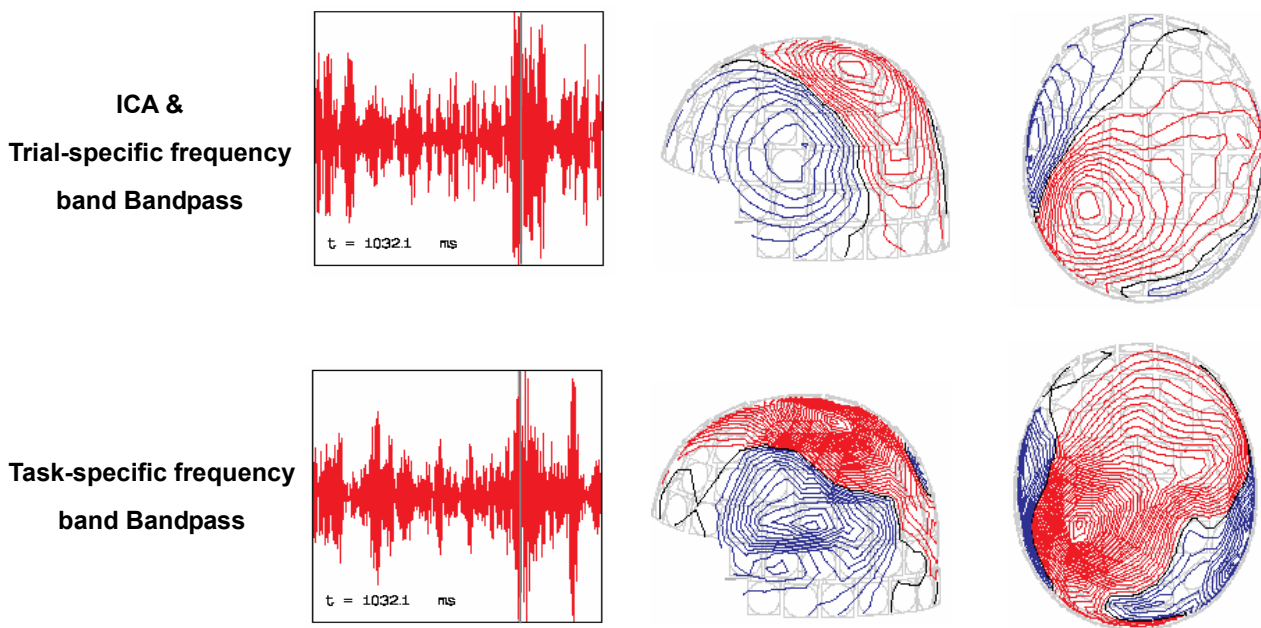 ICA &
Trial-specific frequency
band Bandpass
t = 1032.1 ms
Task-specific frequency
band Bandpass
t = 1032.1 ms